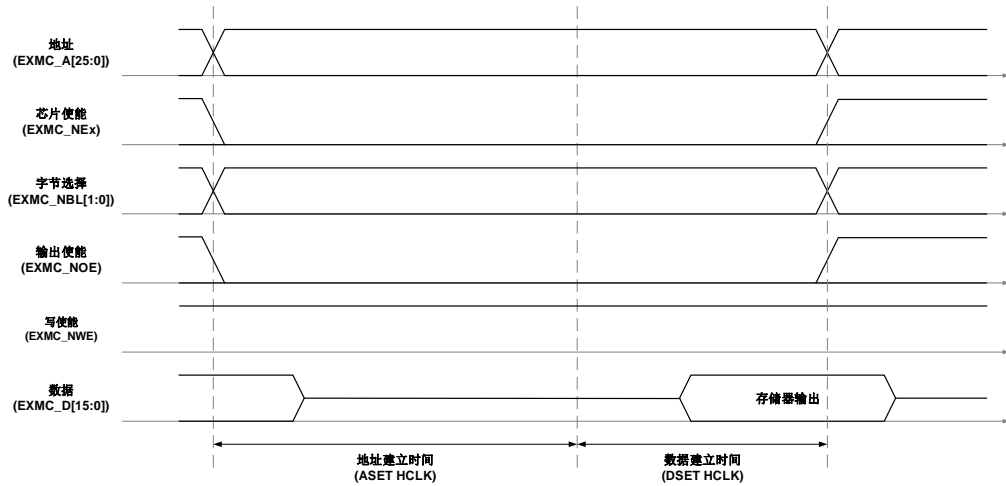 地址
(EXMC_A[25:0])
芯片使能
(EXMC_NEx)
字节选择
(EXMC_NBL[1:0])
输出使能
(EXMC_NOE)
写使能
(EXMC_NWE)
数据
(EXMC_D[15:0])
存储器输出
地址建立时间
(ASET HCLK)
数据建立时间
(DSET HCLK)